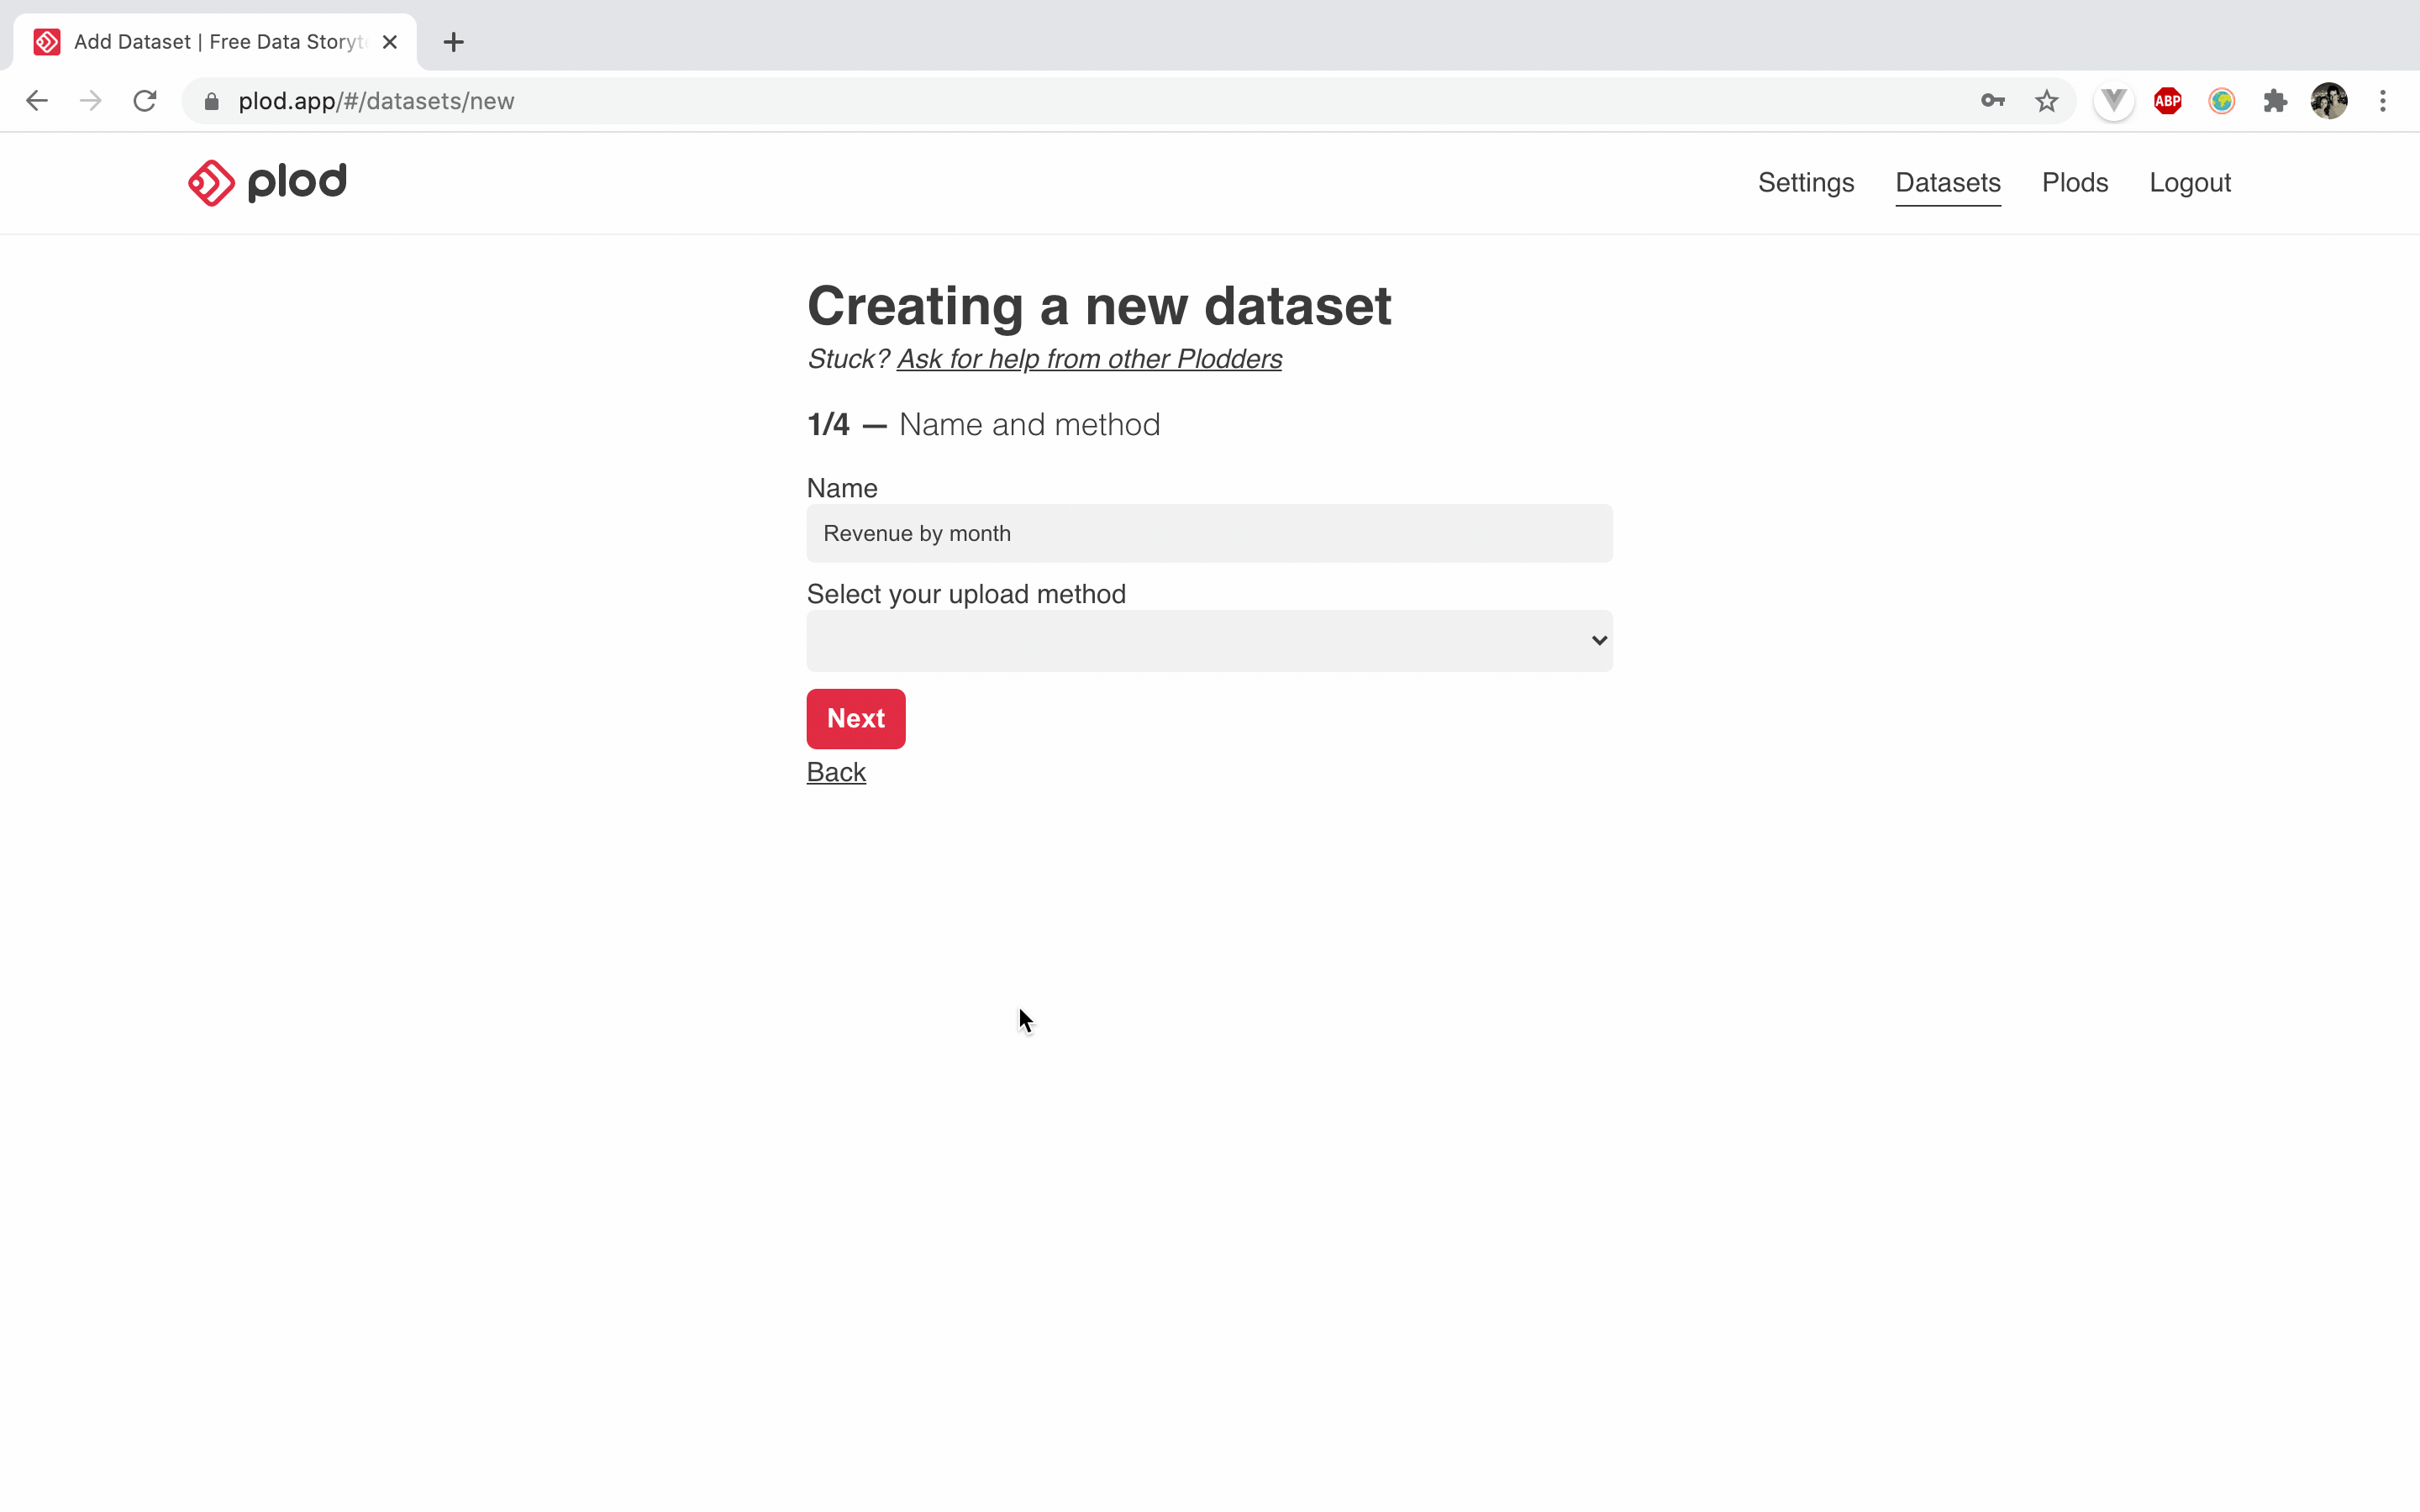 Add Dataset | Free Data Storyt
plod.app/#/datasets/new
ABP
plod
Settings
Datasets
Plods
Logout
Creating a new dataset
Stuck? Ask for help from other Plodders
1/4 — Name and method
Name
Revenue by month
Select your upload method
Next
Back